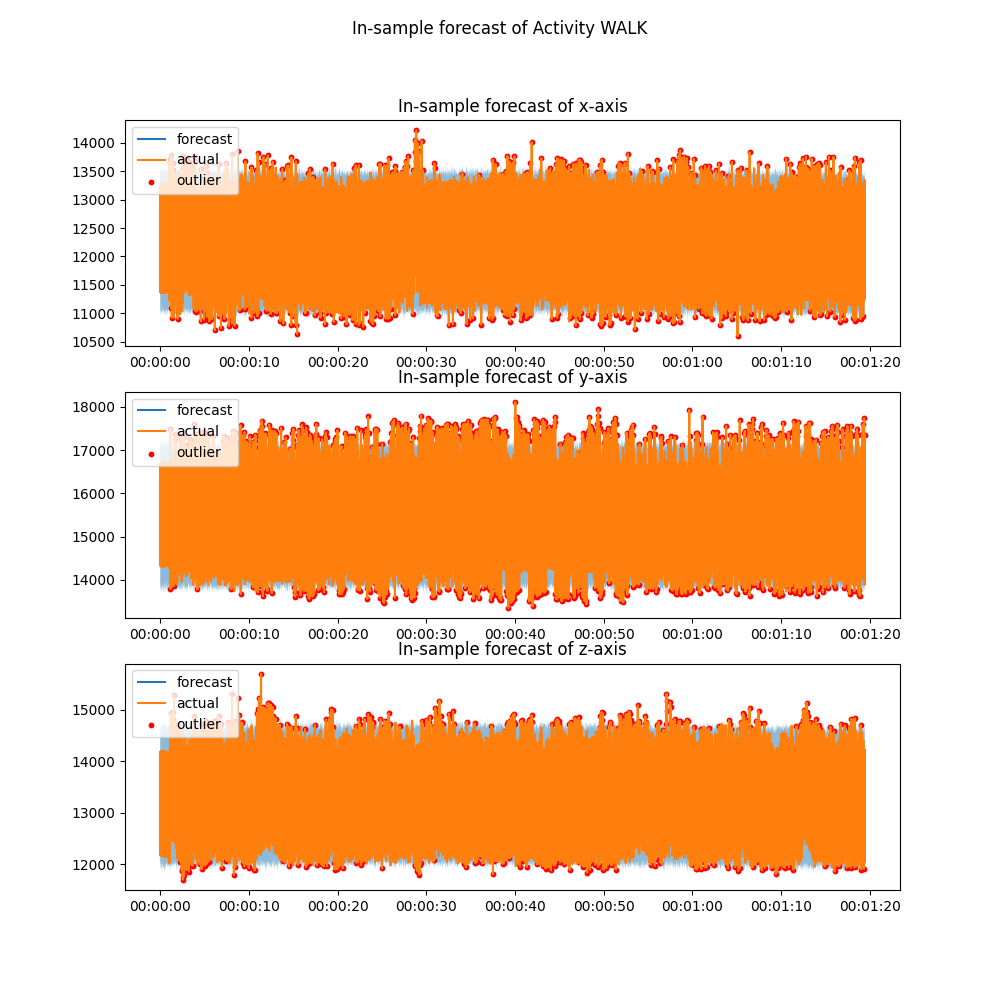 In-sample forecast of Activity WALK
In-sample forecast of x-axis
forecast
actual
outlier
14000
13500
13000
12500
12000
11500
11000
10500
00:00:00 00:00:10 00:00:20 00:00:30 00:00:40 00:00:50 00:01:00 00:01:10 00:01:20
In-sample forecast of y-axis
forecast
actual
outlier
18000
17000
16000
15000
14000
00:00:00 00:00:10 00:00:20 00:00:30 00:00:40 00:00:50 00:01:00 00:01:10 00:01:20
In-sample forecast of z-axis
forecast
actual
outlier
15000
14000
13000
12000
00:00:00 00:00:10 00:00:20 00:00:30 00:00:40 00:00:50 00:01:00 00:01:10 00:01:20